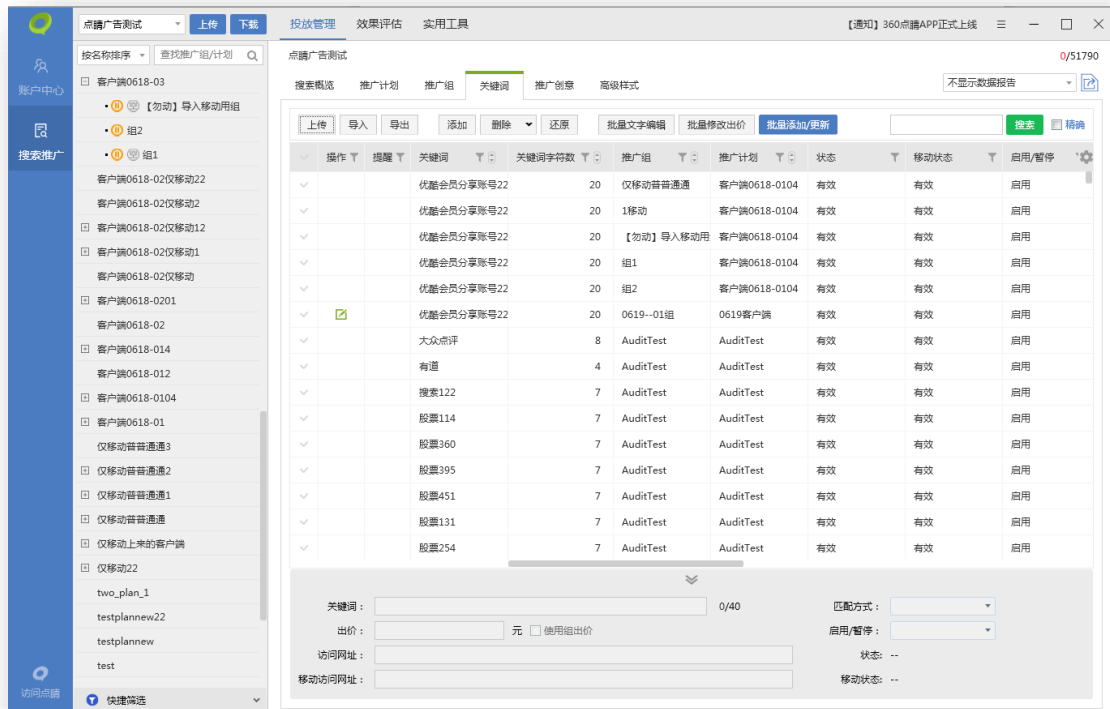 点睛广告测试 上传 下载 投放管理 效果评估 实用工具 【通知】360点睛APP正式上线
按名称排序 查找推广组/计划 点睛广告测试 0/51790
账户中心
搜索推广
访问点睛
客户端0618-03
【勿动】导入移动用组
组2
组1
客户端0618-02仅移动22
客户端0618-02仅移动2
客户端0618-02仅移动12
客户端0618-02仅移动1
客户端0618-02仅移动
客户端0618-0201
客户端0618-02
客户端0618-014
客户端0618-012
客户端0618-0104
客户端0618-01
仅移动普普通通3
仅移动普普通通2
仅移动普普通通1
仅移动普普通通
仅移动上来的客户端
仅移动22
two_plan_1
testplannew22
testplannew
test
快捷筛选
搜索概览 推广计划 推广组 关键词 推广创意 高级样式 不显示数据报告
上传 导入 导出 添加 删除 还原 批量文字编辑 批量修改出价 批量添加/更新 搜索 精确
操作 提醒 关键词 关键词字符数 推广组 推广计划 状态 移动状态 启用/暂停
优酷会员分享账号22 20 仅移动普普通通 客户端0618-0104 有效 有效 启用
优酷会员分享账号22 20 1移动 客户端0618-0104 有效 有效 启用
优酷会员分享账号22 20 【勿动】导入移动用 客户端0618-0104 有效 有效 启用
优酷会员分享账号22 20 组1 客户端0618-0104 有效 有效 启用
优酷会员分享账号22 20 组2 客户端0618-0104 有效 有效 启用
优酷会员分享账号22 20 0619--01组 0619客户端 有效 有效 启用
大众点评 8 AuditTest AuditTest 有效 有效 启用
有道 4 AuditTest AuditTest 有效 有效 启用
搜索122 7 AuditTest AuditTest 有效 有效 启用
股票114 7 AuditTest AuditTest 有效 有效 启用
股票360 7 AuditTest AuditTest 有效 有效 启用
股票395 7 AuditTest AuditTest 有效 有效 启用
股票451 7 AuditTest AuditTest 有效 有效 启用
股票131 7 AuditTest AuditTest 有效 有效 启用
股票254 7 AuditTest AuditTest 有效 有效 启用
关键词： 0/40 匹配方式：
出价： 元 使用组出价 启用/暂停：
访问网址： 状态: --
移动访问网址： 移动状态: --